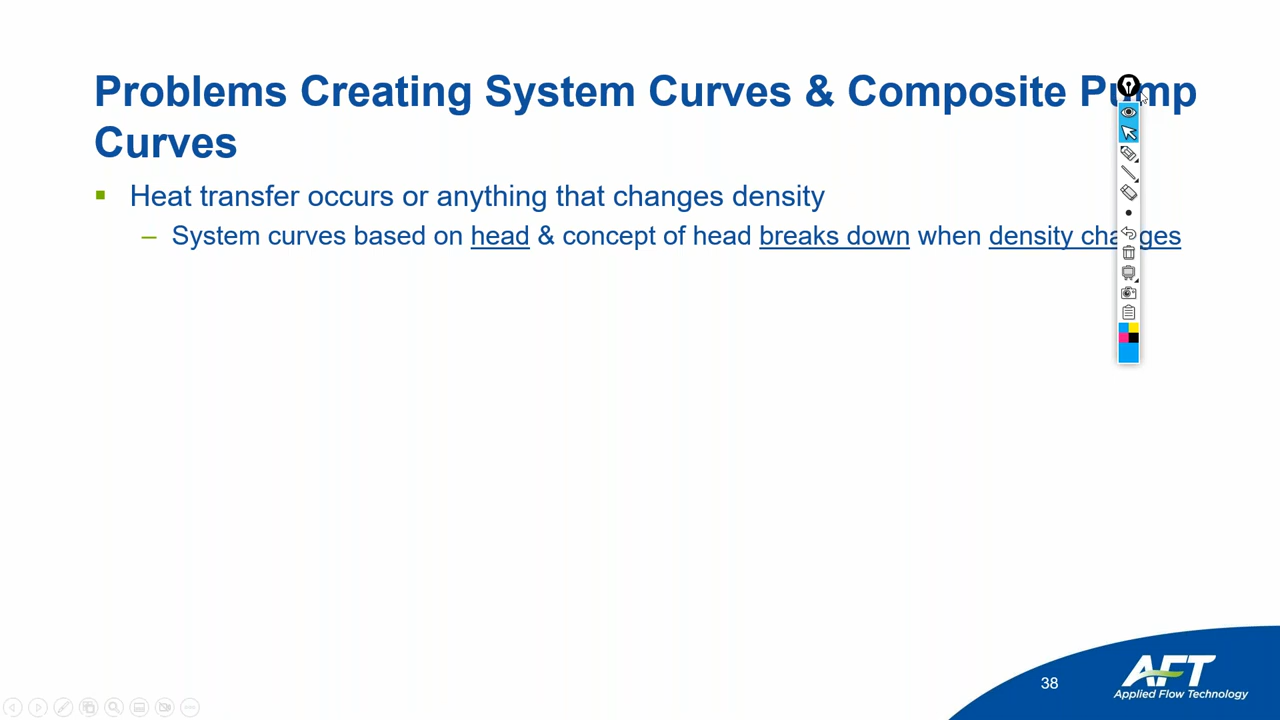 Problems Creating System Curves & Composite Pump
Curves
Heat transfer occurs or anything that changes density
– System curves based on head & concept of head breaks down when density changes
38
AFT
Applied Flow Technology